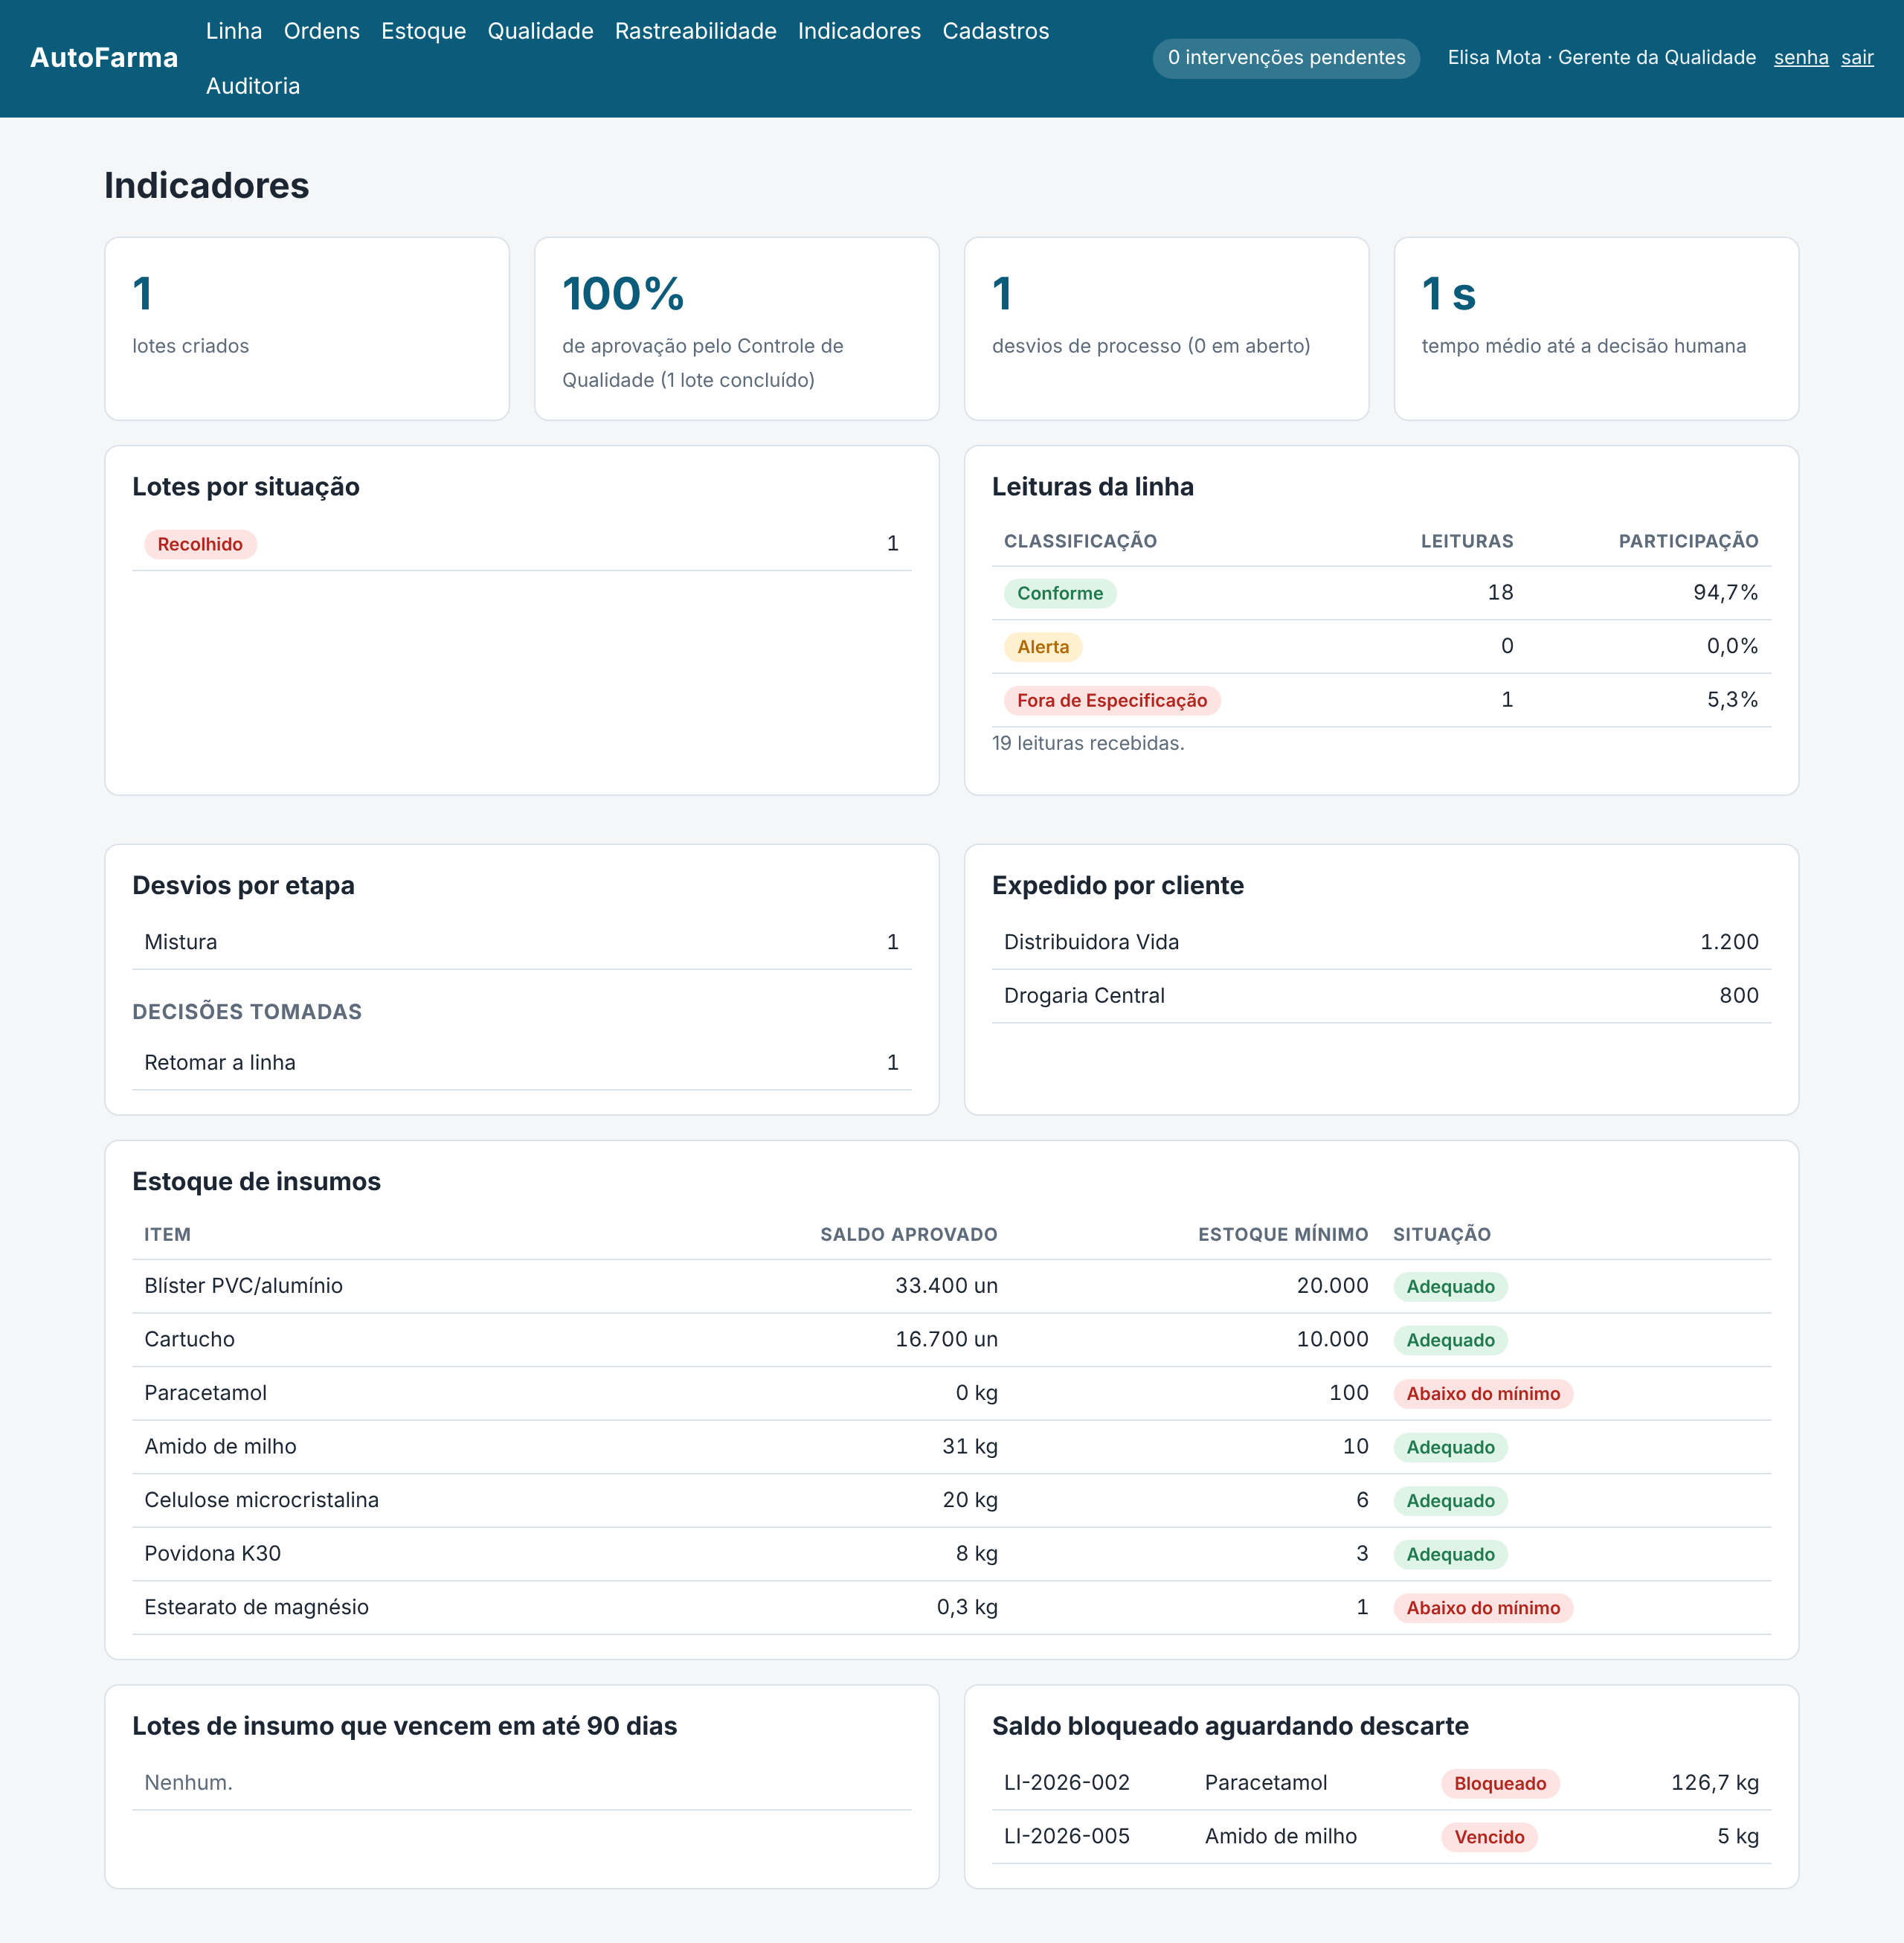 AutoFarma
Linha Ordens Estoque Qualidade Rastreabilidade Indicadores Cadastros
Auditoria
0 intervenções pendentes
Elisa Mota · Gerente da Qualidade senha sair
Indicadores
1
lotes criados
100%
de aprovação pelo Controle de
Qualidade (1 lote concluído)
1
desvios de processo (0 em aberto)
1 s
tempo médio até a decisão humana
Lotes por situação
Recolhido 1
Leituras da linha
CLASSIFICAÇÃO LEITURAS PARTICIPAÇÃO
Conforme 18 94,7%
Alerta 0 0,0%
Fora de Especificação 1 5,3%
19 leituras recebidas.
Desvios por etapa
Mistura 1
DECISÕES TOMADAS
Retomar a linha 1
Expedido por cliente
Distribuidora Vida 1.200
Drogaria Central 800
Estoque de insumos
ITEM SALDO APROVADO ESTOQUE MÍNIMO SITUAÇÃO
Blíster PVC/alumínio 33.400 un 20.000 Adequado
Cartucho 16.700 un 10.000 Adequado
Paracetamol 0 kg 100 Abaixo do mínimo
Amido de milho 31 kg 10 Adequado
Celulose microcristalina 20 kg 6 Adequado
Povidona K30 8 kg 3 Adequado
Estearato de magnésio 0,3 kg 1 Abaixo do mínimo
Lotes de insumo que vencem em até 90 dias
Nenhum.
Saldo bloqueado aguardando descarte
LI-2026-002 Paracetamol Bloqueado 126,7 kg
LI-2026-005 Amido de milho Vencido 5 kg